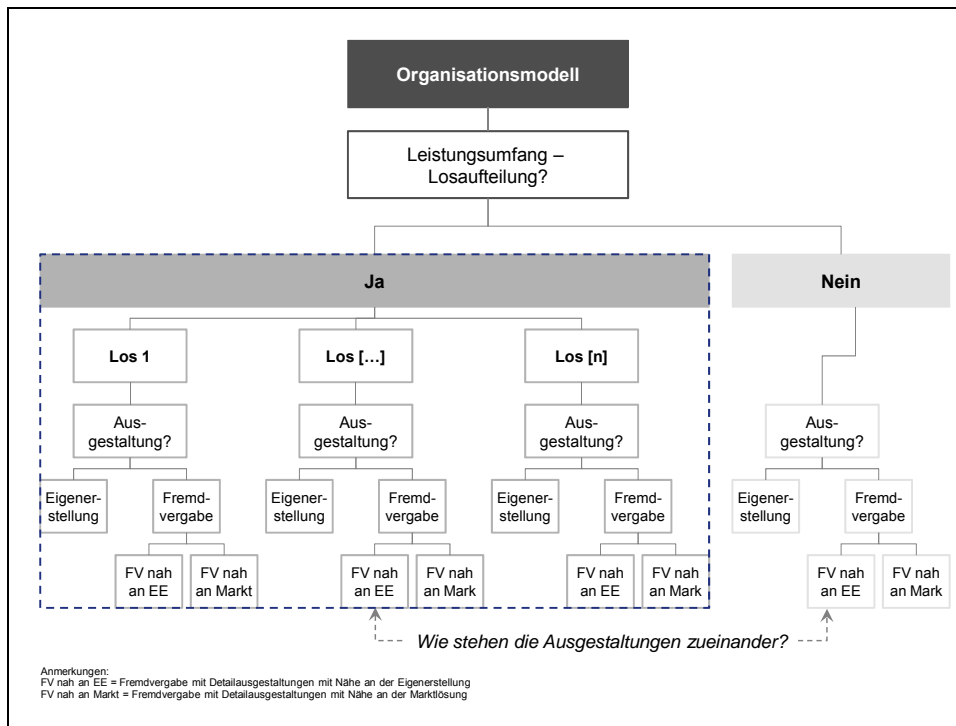 Organisationsmodell
Leistungsumfang –
Losaufteilung?
Ja
Nein
Los 1
Los […]
Los [n]
Aus-
gestaltung?
Aus-
gestaltung?
Aus-
gestaltung?
Aus-
gestaltung?
Eigener-
stellung
Fremd-
vergabe
Eigener-
stellung
Fremd-
vergabe
Eigener-
stellung
Fremd-
vergabe
Eigener-
stellung
Fremd-
vergabe
FV nah
an EE
FV nah
an Markt
FV nah
an EE
FV nah
an Mark
FV nah
an EE
FV nah
an Mark
FV nah
an EE
FV nah
an Mark
Wie stehen die Ausgestaltungen zueinander?
Anmerkungen:
FV nah an EE = Fremdvergabe mit Detailausgestaltungen mit Nähe an der Eigenerstellung
FV nah an Markt = Fremdvergabe mit Detailausgestaltungen mit Nähe an der Marktlösung